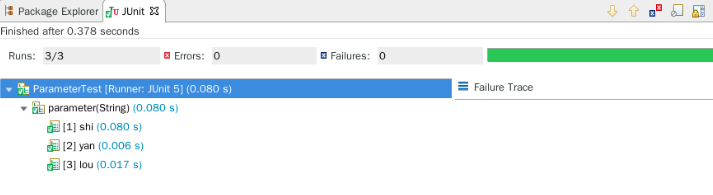 Package Explorer JUnit
Finished after 0.378 seconds
Runs: 3/3 Errors: 0 Failures: 0
ParameterTest [Runner: JUnit 5] (0.080 s)
Failure Trace
parameter(String) (0.080 s)
[1] shi (0.080 s)
[2] yan (0.006 s)
[3] lou (0.017 s)